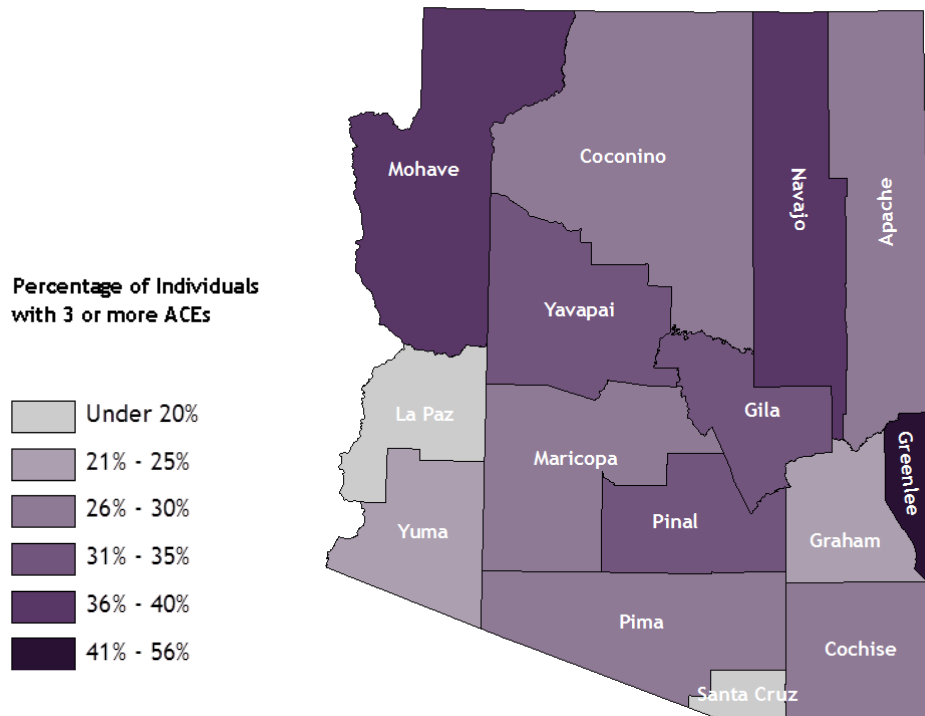 Percentage of Individuals
with 3 or more ACEs
Under 20%
21% - 25%
26% - 30%
31% - 35%
36% - 40%
41% - 56%
Mohave
Coconino
Navajo
Apache
Yavapai
La Paz
Gila
Maricopa
Greenlee
Yuma
Pinal
Graham
Pima
Cochise
Santa Cruz